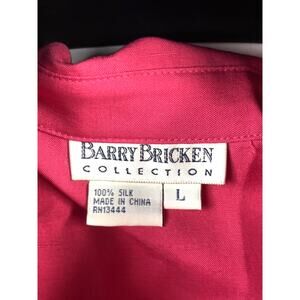 BARRY BRICKEN
COLLECTION
100% SILK
MADE IN CHINA
RN13444
L